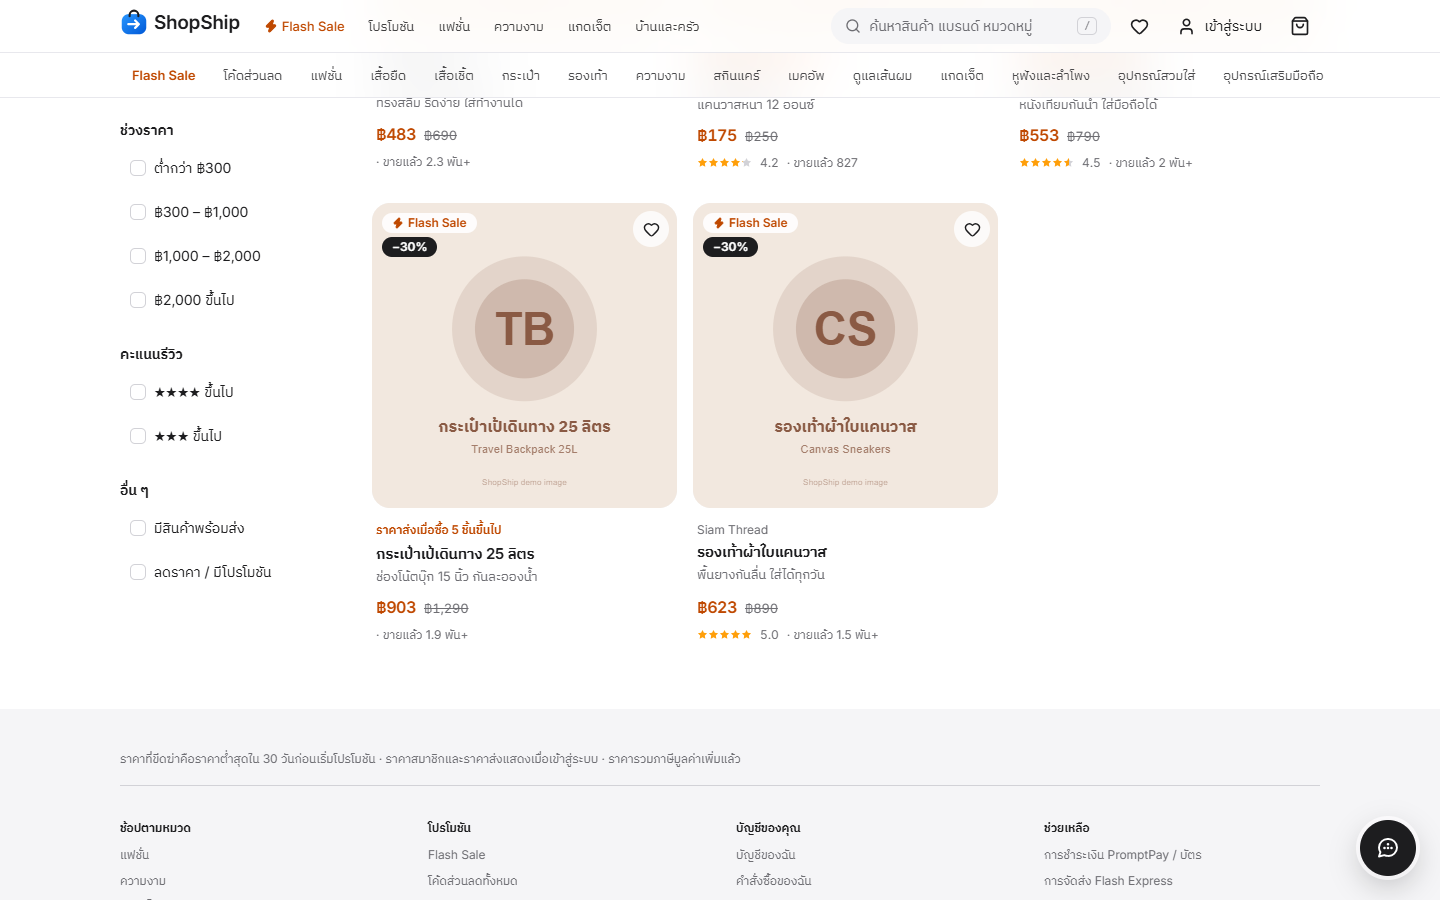 ShopShip
Flash Sale
โปรโมชัน
แฟชั่น
ความงาม
แกดเจ็ต
บ้านและครัว
ค้นหาสินค้า แบรนด์ หมวดหมู่
/
เข้าสู่ระบบ
Flash Sale
โค้ดส่วนลด
แฟชั่น
เสื้อยืด
เสื้อเชิ้ต
กระเป๋า
รองเท้า
ความงาม
สกินแคร์
เมคอัพ
ดูแลเส้นผม
แกดเจ็ต
หูฟังและลำโพง
อุปกรณ์สวมใส่
อุปกรณ์เสริมมือถือ
ทรงสลิม รีดง่าย ใส่ทำงานได้
฿483 ฿690
· ขายแล้ว 2.3 พัน+
แคนวาสหนา 12 ออนซ์
฿175 ฿250
★★★★★ 4.2 · ขายแล้ว 827
หนังเทียมกันน้ำ ใส่มือถือได้
฿553 ฿790
★★★★★ 4.5 · ขายแล้ว 2 พัน+
ช่วงราคา
ต่ำกว่า ฿300
฿300 – ฿1,000
฿1,000 – ฿2,000
฿2,000 ขึ้นไป
คะแนนรีวิว
★★★★ ขึ้นไป
★★★ ขึ้นไป
อื่น ๆ
มีสินค้าพร้อมส่ง
ลดราคา / มีโปรโมชัน
Flash Sale
−30%
TB
กระเป๋าเป้เดินทาง 25 ลิตร
Travel Backpack 25L
ShopShip demo image
ราคาส่งเมื่อซื้อ 5 ชิ้นขึ้นไป
กระเป๋าเป้เดินทาง 25 ลิตร
ช่องโน้ตบุ๊ก 15 นิ้ว กันละอองน้ำ
฿903 ฿1,290
· ขายแล้ว 1.9 พัน+
Flash Sale
−30%
CS
รองเท้าผ้าใบแคนวาส
Canvas Sneakers
ShopShip demo image
Siam Thread
รองเท้าผ้าใบแคนวาส
พื้นยางกันลื่น ใส่ได้ทุกวัน
฿623 ฿890
★★★★★ 5.0 · ขายแล้ว 1.5 พัน+
ราคาที่ขีดฆ่าคือราคาต่ำสุดใน 30 วันก่อนเริ่มโปรโมชัน · ราคาสมาชิกและราคาส่งแสดงเมื่อเข้าสู่ระบบ · ราคารวมภาษีมูลค่าเพิ่มแล้ว
ช้อปตามหมวด
แฟชั่น
ความงาม
โปรโมชัน
Flash Sale
โค้ดส่วนลดทั้งหมด
บัญชีของคุณ
บัญชีของฉัน
คำสั่งซื้อของฉัน
ช่วยเหลือ
การชำระเงิน PromptPay / บัตร
การจัดส่ง Flash Express